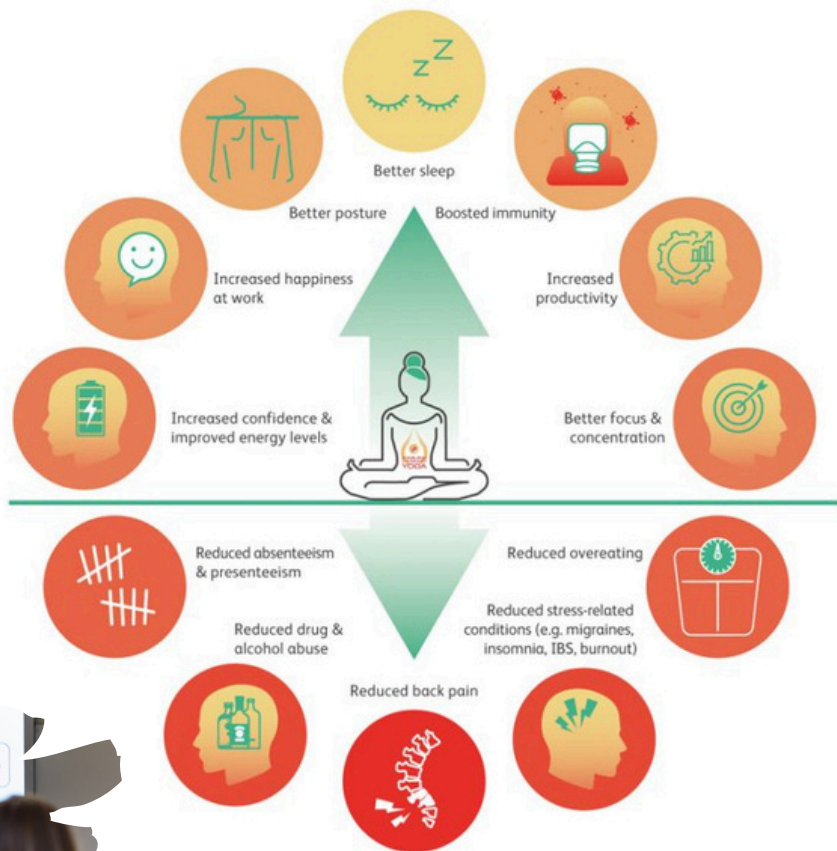 z Z
Better sleep
Better posture
Boosted immunity
Increased happiness
at work
Increased
productivity
Increased confidence &
improved energy levels
Better focus &
concentration
YOGA
Reduced absenteeism
& presenteeism
Reduced overeating
Reduced drug &
alcohol abuse
Reduced stress-related
conditions (e.g. migraines,
insomnia, IBS, burnout)
Reduced back pain